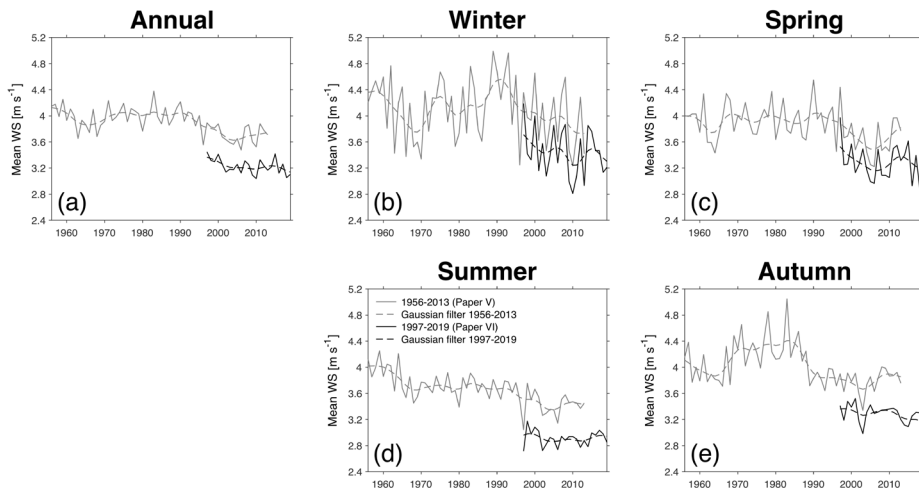 Annual
Winter
Spring
5.2
4.8
4.4
4
3.6
3.2
2.8
2.4
Mean WS [m s⁻¹]
(a)
1960 1970 1980 1990 2000 2010
5.2
4.8
4.4
4
3.6
3.2
2.8
2.4
Mean WS [m s⁻¹]
(b)
1960 1970 1980 1990 2000 2010
5.2
4.8
4.4
4
3.6
3.2
2.8
2.4
Mean WS [m s⁻¹]
(c)
1960 1970 1980 1990 2000 2010
Summer
Autumn
5.2
4.8
4.4
4
3.6
3.2
2.8
2.4
Mean WS [m s⁻¹]
1956-2013 (Paper V)
Gaussian filter 1956-2013
1997-2019 (Paper VI)
Gaussian filter 1997-2019
(d)
1960 1970 1980 1990 2000 2010
5.2
4.8
4.4
4
3.6
3.2
2.8
2.4
Mean WS [m s⁻¹]
(e)
1960 1970 1980 1990 2000 2010